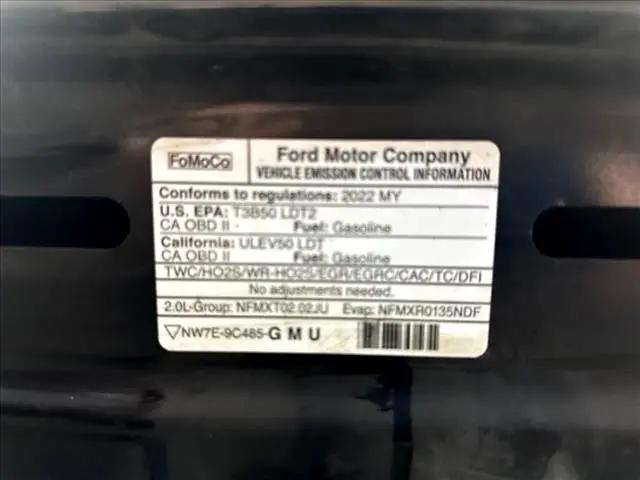 FoMoCo
Ford Motor Company
VEHICLE EMISSION CONTROL INFORMATION
Conforms to regulations: 2022 MY
U.S. EPA: T3B50 LDT2
CA OBD II Fuel: Gasoline
California: ULEV50 LDT
CA OBD II Fuel: Gasoline
TWC/HO2S/WR-HO2S/EGR/EGRC/CAC/TC/DFI
No adjustments needed.
2.0L-Group: NFMXT02.02JU Evap: NFMXR0135NDF
NW7E-9C485-G M U